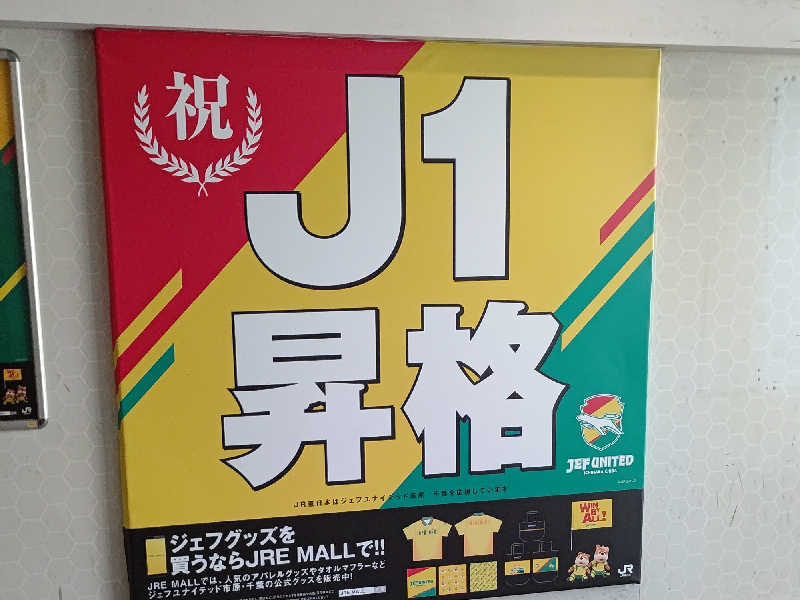 祝
J1
昇格
JEF UNITED
ICHIHARA CHIBA
JR東日本はジェフユナイテッド市原・千葉を応援しています
ジェフグッズを
買うならJRE MALLで!!
JRE MALLでは、人気のアパレルグッズやタオルマフラーなど
ジェフユナイテッド市原・千葉の公式グッズを販売中!
JRE MALL
WIN
BY
ALL!
JR